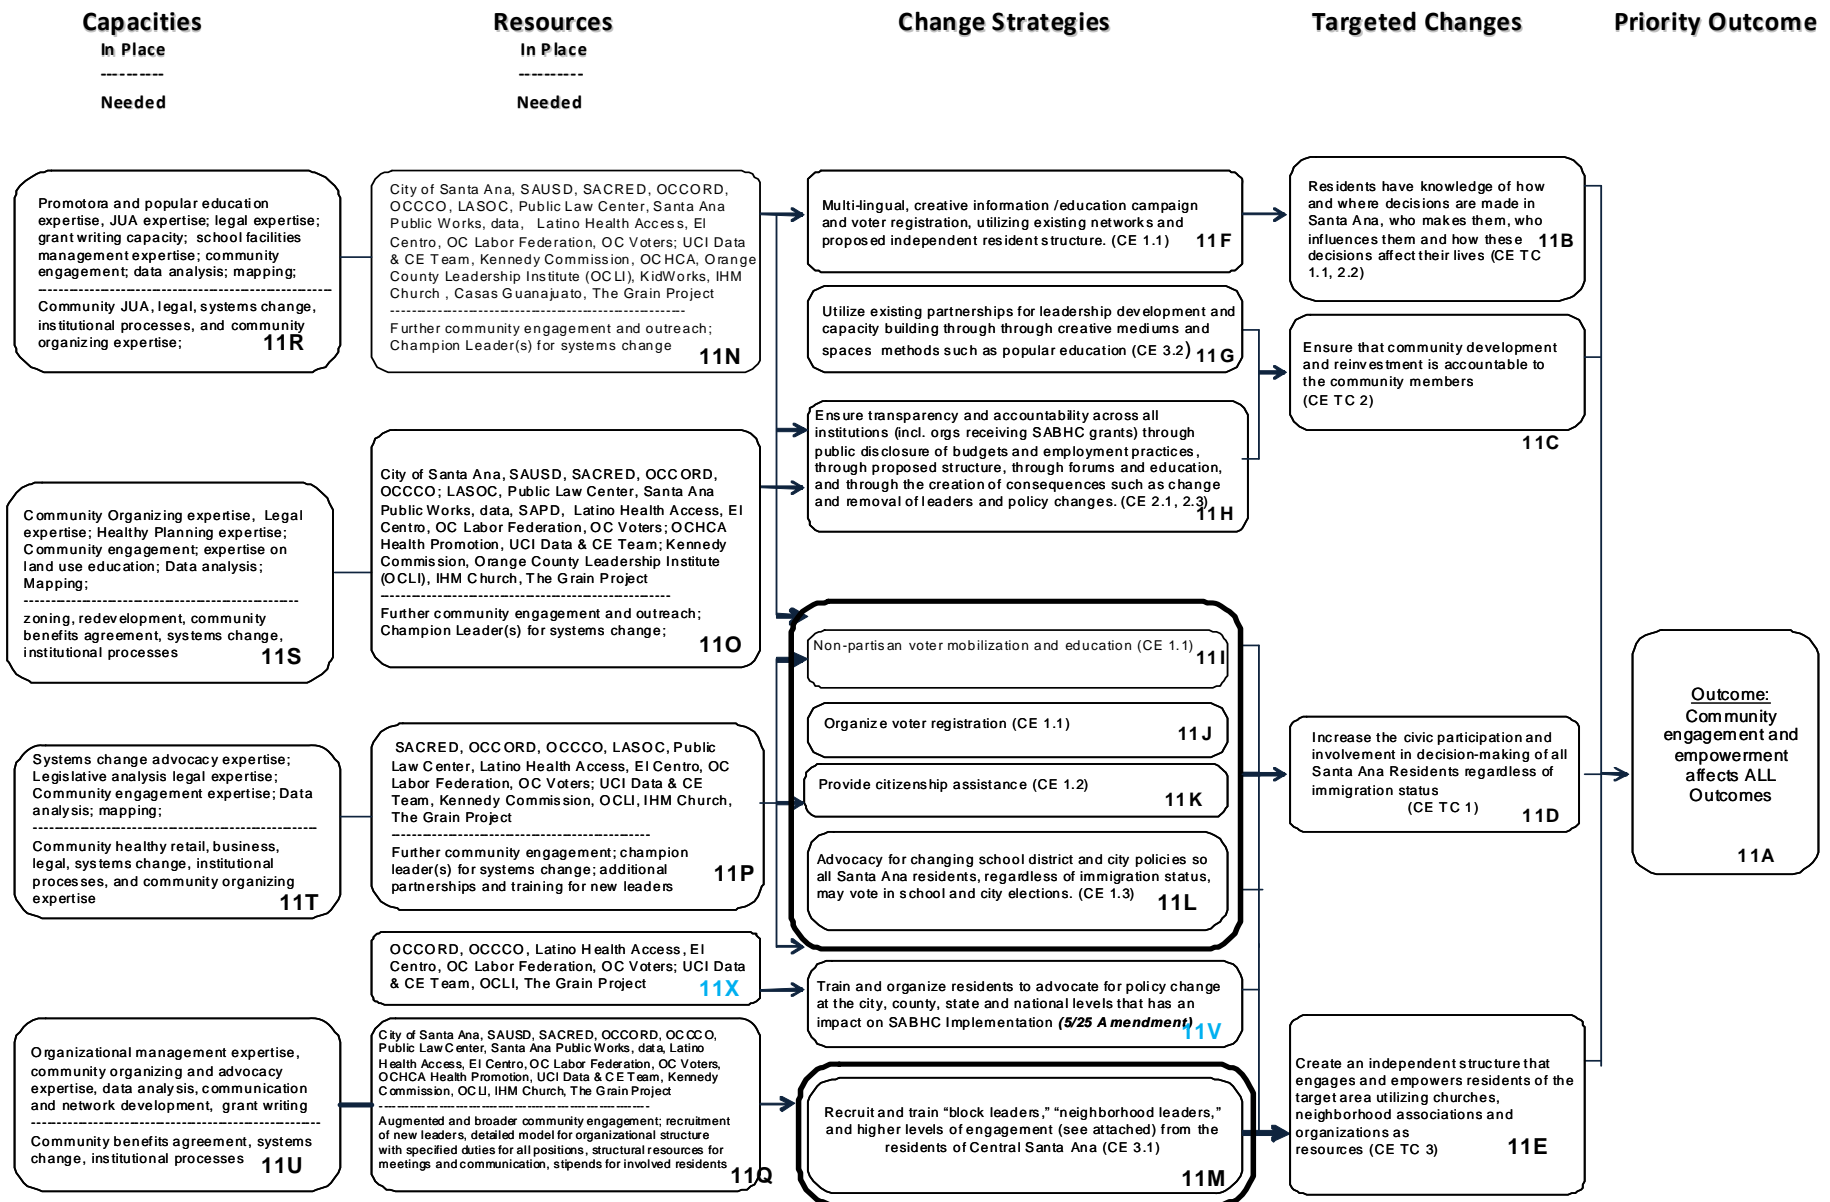 Capacities
In Place
----------
Needed
Resources
In Place
----------
Needed
Change Strategies
Targeted Changes
Priority Outcome
Promotora and popular education
expertise, JUA expertise; legal expertise;
grant writing capacity; school facilities
management expertise; community
engagement; data analysis; mapping;
Community JUA, legal, systems change,
institutional processes, and community
organizing expertise;
11R
Community Organizing expertise, Legal
expertise; Healthy Planning expertise;
Community engagement; expertise on
land use education; Data analysis;
Mapping;
zoning, redevelopment, community
benefits agreement, systems change,
institutional processes
11S
Systems change advocacy expertise;
Legislative analysis legal expertise;
Community engagement expertise; Data
analysis; mapping;
Community healthy retail, business,
legal, systems change, institutional
processes, and community organizing
expertise
11T
Organizational management expertise,
community organizing and advocacy
expertise, data analysis, communication
and network development, grant writing
Community benefits agreement, systems
change, institutional processes
11U
City of Santa Ana, SAUSD, SACRED, OCCORD,
OCCCO, LASOC, Public Law Center, Santa Ana
Public Works, data, Latino Health Access, El
Centro, OC Labor Federation, OC Voters; UCI Data
& CE Team, Kennedy Commission, OCHCA, Orange
County Leadership Institute (OCLI), KidWorks, IHM
Church , Casas Guanajuato, The Grain Project
Further community engagement and outreach;
Champion Leader(s) for systems change
11N
City of Santa Ana, SAUSD, SACRED, OCCORD,
OCCCO; LASOC, Public Law Center, Santa Ana
Public Works, data, SAPD, Latino Health Access, El
Centro, OC Labor Federation, OC Voters; OCHCA
Health Promotion, UCI Data & CE Team; Kennedy
Commission, Orange County Leadership Institute
(OCLI), IHM Church, The Grain Project
Further community engagement and outreach;
Champion Leader(s) for systems change;
11O
SACRED, OCCORD, OCCCO, LASOC, Public
Law Center, Latino Health Access, El Centro, OC
Labor Federation, OC Voters; UCI Data & CE
Team, Kennedy Commission, OCLI, IHM Church,
The Grain Project
Further community engagement; champion
leader(s) for systems change; additional
partnerships and training for new leaders
11P
OCCORD, OCCCO, Latino Health Access, El
Centro, OC Labor Federation, OC Voters; UCI Data
& CE Team, OCLI, The Grain Project
11X
City of Santa Ana, SAUSD, SACRED, OCCORD, OCCCO,
Public Law Center, Santa Ana Public Works, data, Latino
Health Access, El Centro, OC Labor Federation, OC Voters,
OCHCA Health Promotion, UCI Data & CE Team, Kennedy
Commission, OCLI, IHM Church, The Grain Project
Augmented and broader community engagement; recruitment
of new leaders, detailed model for organizational structure
with specified duties for all positions, structural resources for
meetings and communication, stipends for involved residents
11Q
Multi-lingual, creative information /education campaign
and voter registration, utilizing existing networks and
proposed independent resident structure. (CE 1.1)
11F
Utilize existing partnerships for leadership development and
capacity building through through creative mediums and
spaces methods such as popular education (CE 3.2)
11G
Ensure transparency and accountability across all
institutions (incl. orgs receiving SABHC grants) through
public disclosure of budgets and employment practices,
through proposed structure, through forums and education,
and through the creation of consequences such as change
and removal of leaders and policy changes. (CE 2.1, 2.3)
11H
Non-partisan voter mobilization and education (CE 1.1)
11I
Organize voter registration (CE 1.1)
11J
Provide citizenship assistance (CE 1.2)
11K
Advocacy for changing school district and city policies so
all Santa Ana residents, regardless of immigration status,
may vote in school and city elections. (CE 1.3)
11L
Train and organize residents to advocate for policy change
at the city, county, state and national levels that has an
impact on SABHC Implementation (5/25 Amendment)
11V
Recruit and train “block leaders,” “neighborhood leaders,”
and higher levels of engagement (see attached) from the
residents of Central Santa Ana (CE 3.1)
11M
Residents have knowledge of how
and where decisions are made in
Santa Ana, who makes them, who
influences them and how these
decisions affect their lives (CE TC
1.1, 2.2)
11B
Ensure that community development
and reinvestment is accountable to
the community members
(CE TC 2)
11C
Increase the civic participation and
involvement in decision-making of all
Santa Ana Residents regardless of
immigration status
(CE TC 1)
11D
Create an independent structure that
engages and empowers residents of the
target area utilizing churches,
neighborhood associations and
organizations as
resources (CE TC 3)
11E
Outcome:
Community
engagement and
empowerment
affects ALL
Outcomes
11A